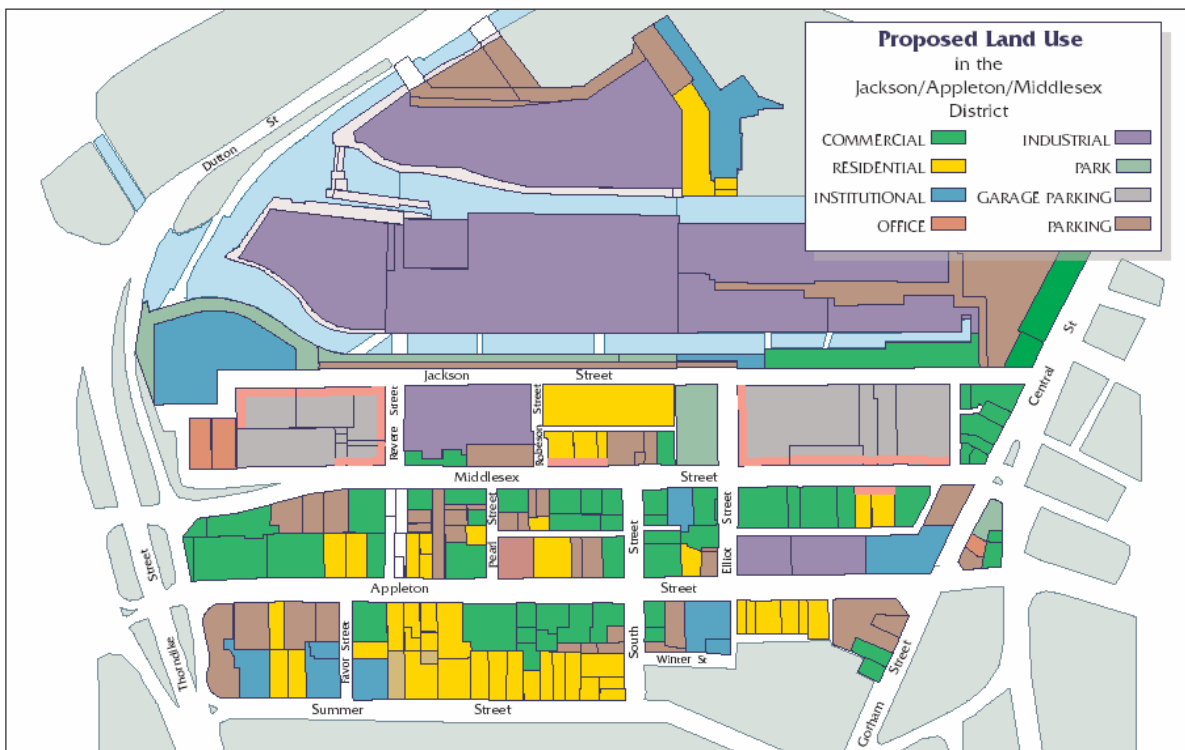 Proposed Land Use
in the
Jackson/Appleton/Middlesex
District
COMMERCIAL
INDUSTRIAL
RESIDENTIAL
PARK
INSTITUTIONAL
GARAGE PARKING
OFFICE
PARKING
Dutton St
Jackson Street
Central St
Revere Street
Robeson Street
Middlesex Street
Pearl Street
South Street
Elliot Street
Appleton Street
Thorndike Street
Favor Street
Winter St
Summer Street
Gorham Street